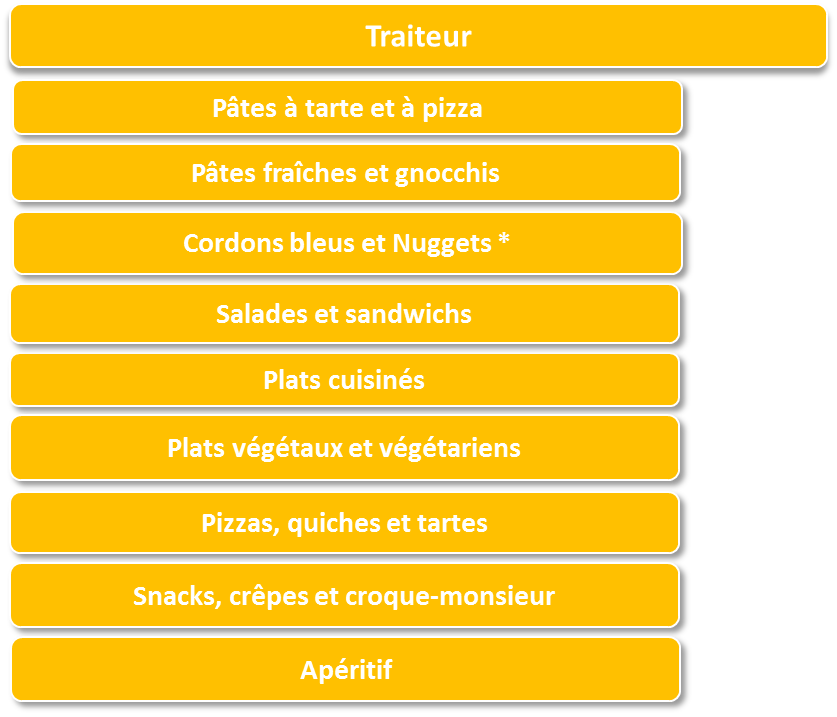 Traiteur
Pâtes à tarte et à pizza
Pâtes fraîches et gnocchis
Cordons bleus et Nuggets *
Salades et sandwichs
Plats cuisinés
Plats végétaux et végétariens
Pizzas, quiches et tartes
Snacks, crêpes et croque-monsieur
Apéritif